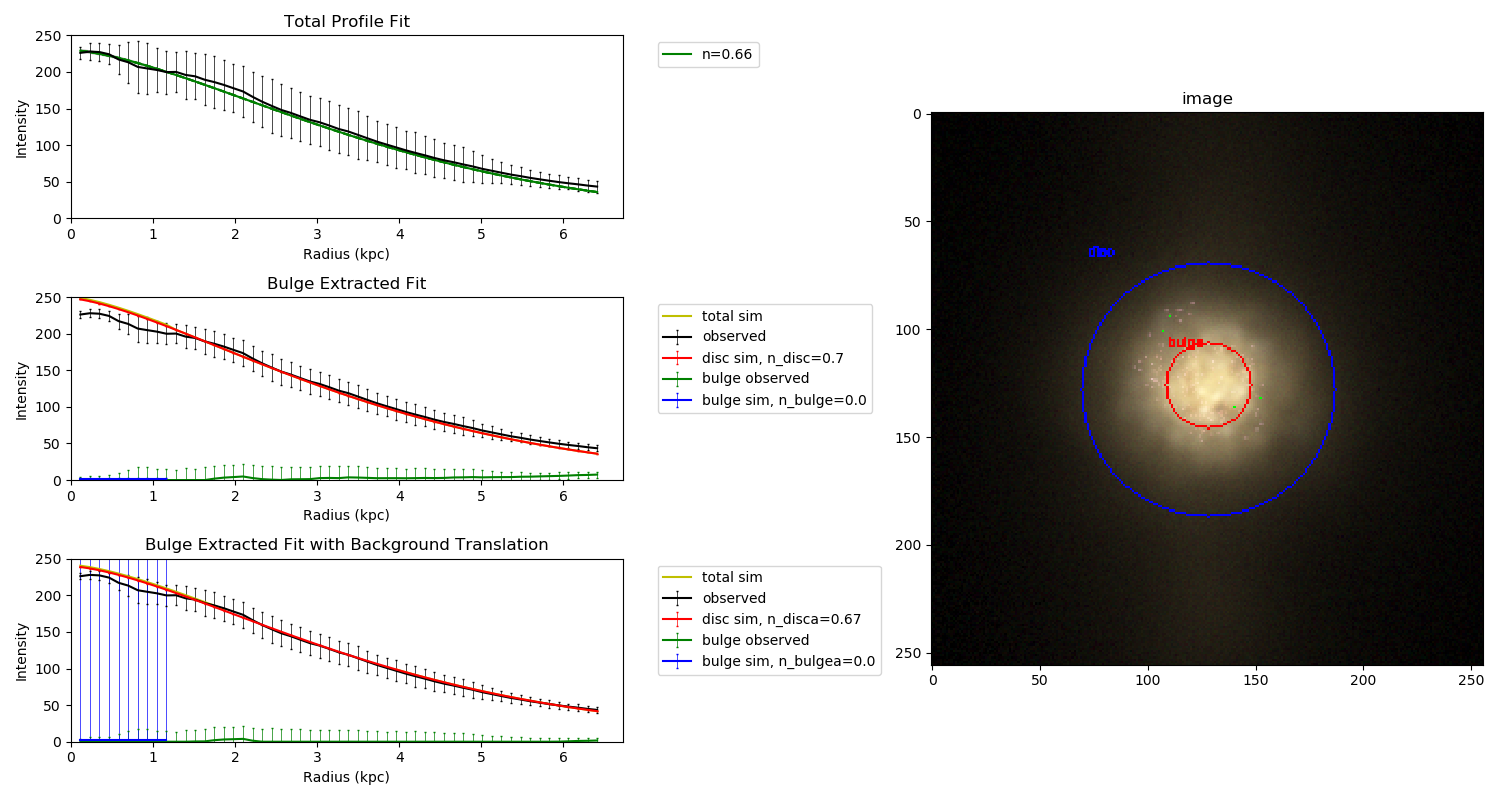 Total Profile Fit
250
200
150
100
50
0
Intensity
0 1 2 3 4 5 6
Radius (kpc)
n=0.66
Bulge Extracted Fit
250
200
150
100
50
0
Intensity
0 1 2 3 4 5 6
Radius (kpc)
total sim
observed
disc sim, n_disc=0.7
bulge observed
bulge sim, n_bulge=0.0
Bulge Extracted Fit with Background Translation
250
200
150
100
50
0
Intensity
0 1 2 3 4 5 6
Radius (kpc)
total sim
observed
disc sim, n_disca=0.67
bulge observed
bulge sim, n_bulgea=0.0
image
0
50
100
150
200
250
0 50 100 150 200 250
bulge